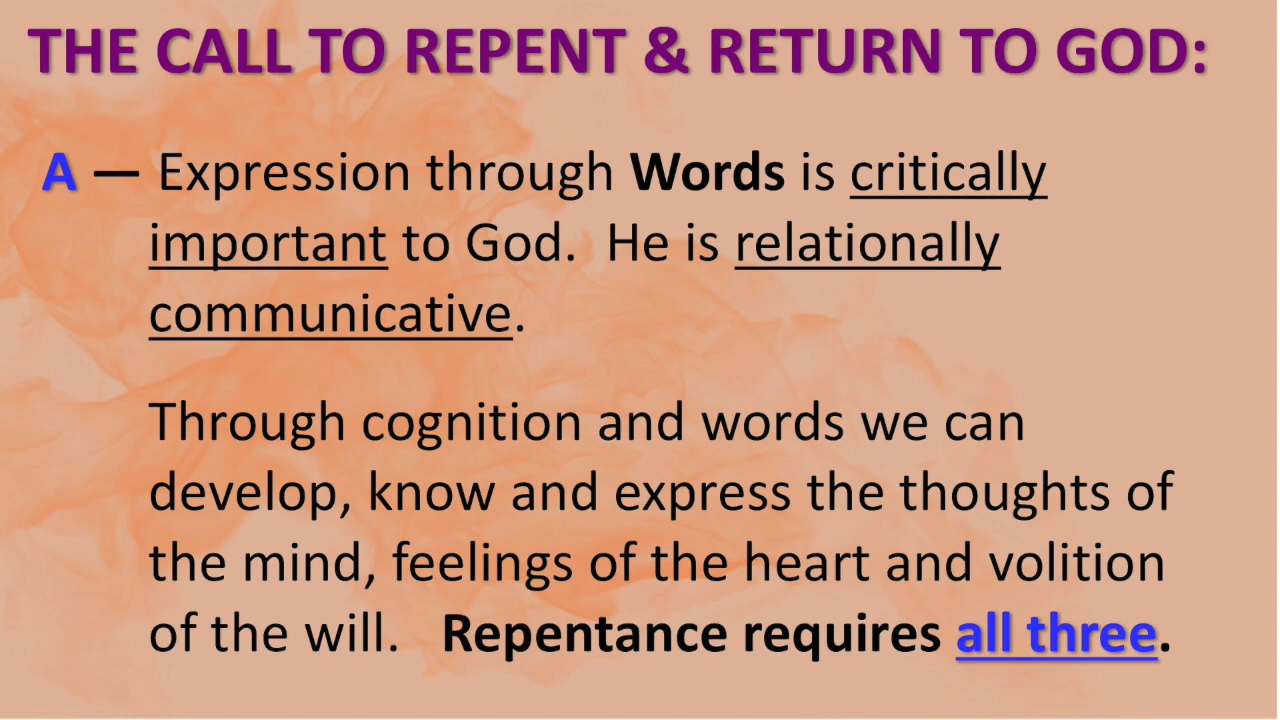 THE CALL TO REPENT & RETURN TO GOD:
A — Expression through Words is critically
important to God.  He is relationally
communicative.
Through cognition and words we can
develop, know and express the thoughts of
the mind, feelings of the heart and volition
of the will.   Repentance requires all three.